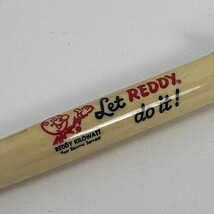 Let REDDY®
do it!
REDDY KILOWATT
Your Electric Servant